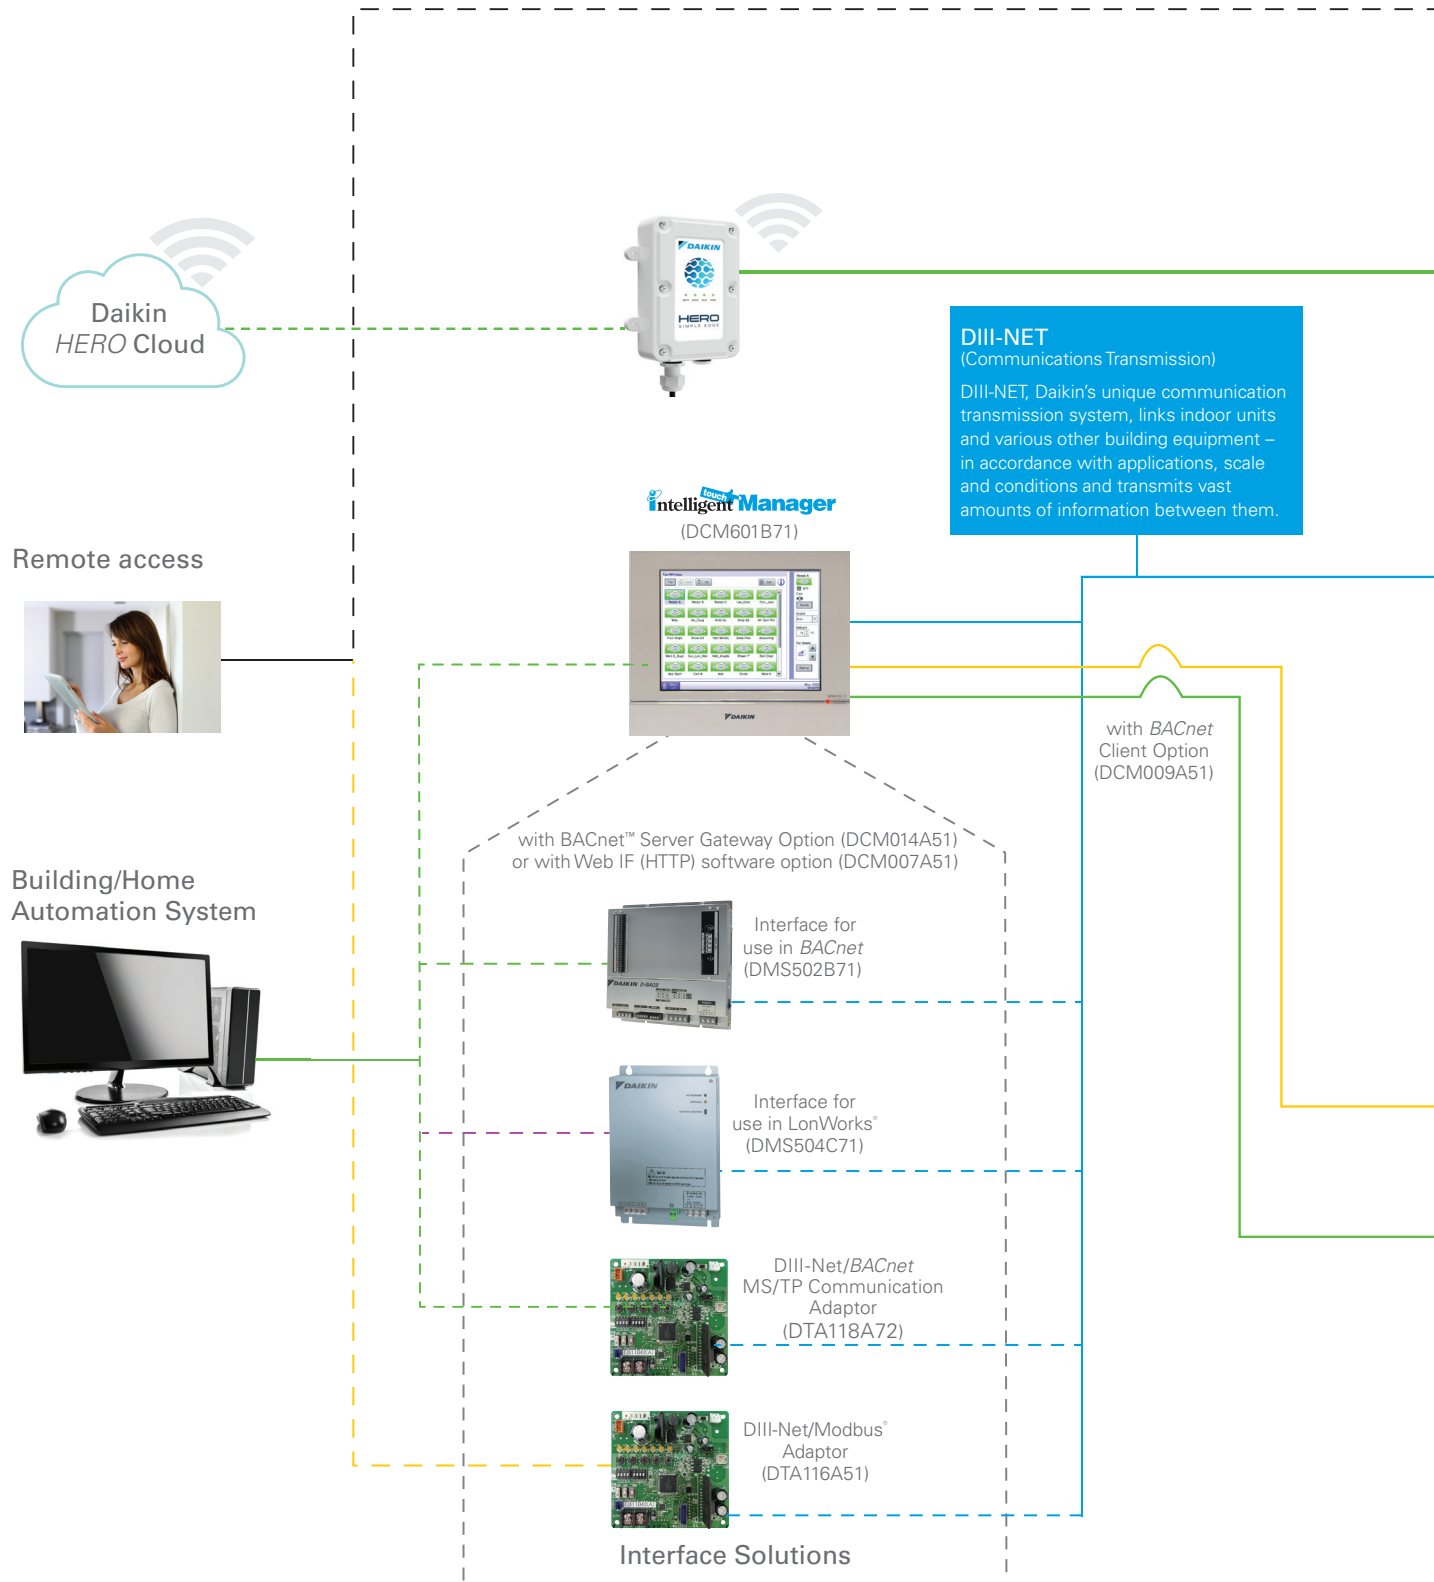 DAIKIN
HERO
SIMPLE EDGE
Daikin
HERO Cloud
DIII-NET
(Communications Transmission)
DIII-NET, Daikin's unique communication
transmission system, links indoor units
and various other building equipment –
in accordance with applications, scale
and conditions and transmits vast
amounts of information between them.
intelligent touch Manager
(DCM601B71)
Remote access
DAIKIN
with BACnet
Client Option
(DCM009A51)
with BACnet™ Server Gateway Option (DCM014A51)
or with Web IF (HTTP) software option (DCM007A51)
Building/Home
Automation System
Interface for
use in BACnet
(DMS502B71)
DAIKIN D-BACS
DAIKIN
Interface for
use in LonWorks®
(DMS504C71)
DIII-Net/BACnet
MS/TP Communication
Adaptor
(DTA118A72)
DIII-Net/Modbus®
Adaptor
(DTA116A51)
Interface Solutions